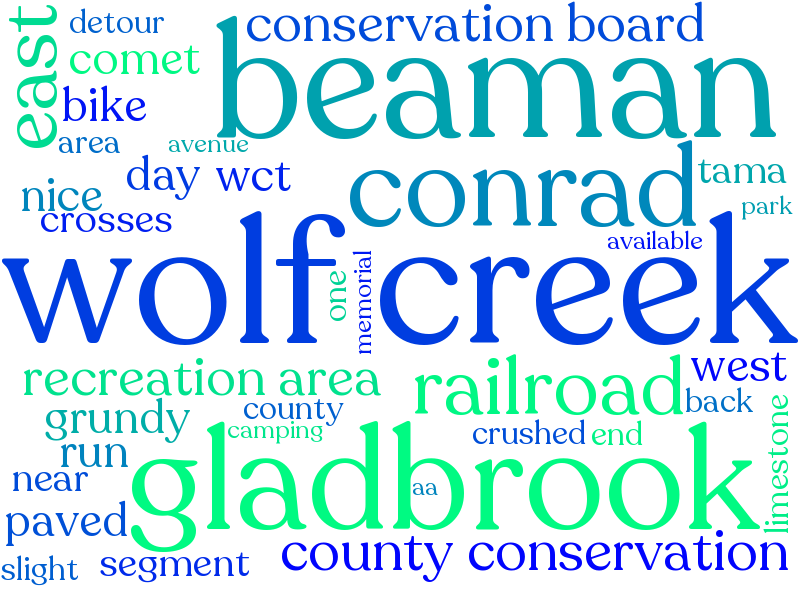 east
detour
conservation board
beaman
comet
bike
area
avenue
day
wct
conrad
tama
nice
park
crosses
available
wolf creek
one
memorial
recreation area
railroad
west
grundy
county
back
camping
crushed
end
limestone
run
gladbrook
near
aa
paved
county conservation
slight
segment